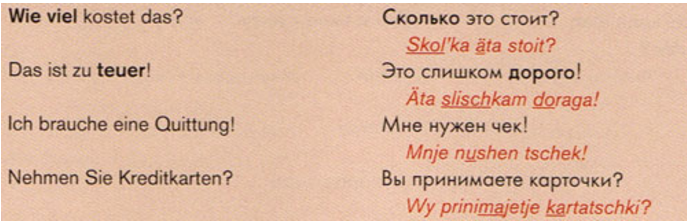 Wie viel kostet das?
Сколько это стоит?
Skol'ka äta stoit?
Das ist zu teuer!
Это слишком дорого!
Äta slischkam doraga!
Ich brauche eine Quittung!
Мне нужен чек!
Mnje nushen tschek!
Nehmen Sie Kreditkarten?
Вы принимаете карточки?
Wy prinimajetje kartatschki?